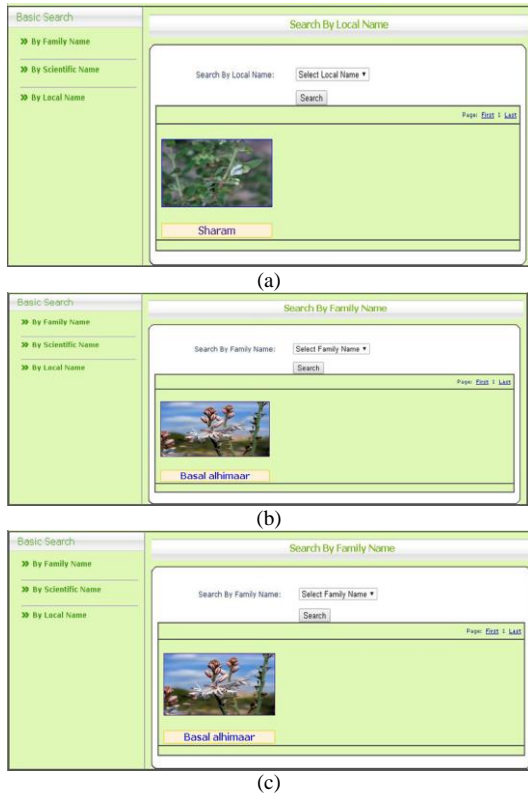 Basic Search
Search By Local Name
By Family Name
By Scientific Name
Search By Local Name: Select Local Name
By Local Name
Search
Page: First 1 Last
Sharam
(a)
Basic Search
Search By Family Name
By Family Name
By Scientific Name
Search By Family Name: Select Family Name
By Local Name
Search
Page: First 1 Last
Basal alhimaar
(b)
Basic Search
Search By Family Name
By Family Name
By Scientific Name
Search By Family Name: Select Family Name
By Local Name
Search
Page: First 1 Last
Basal alhimaar
(c)